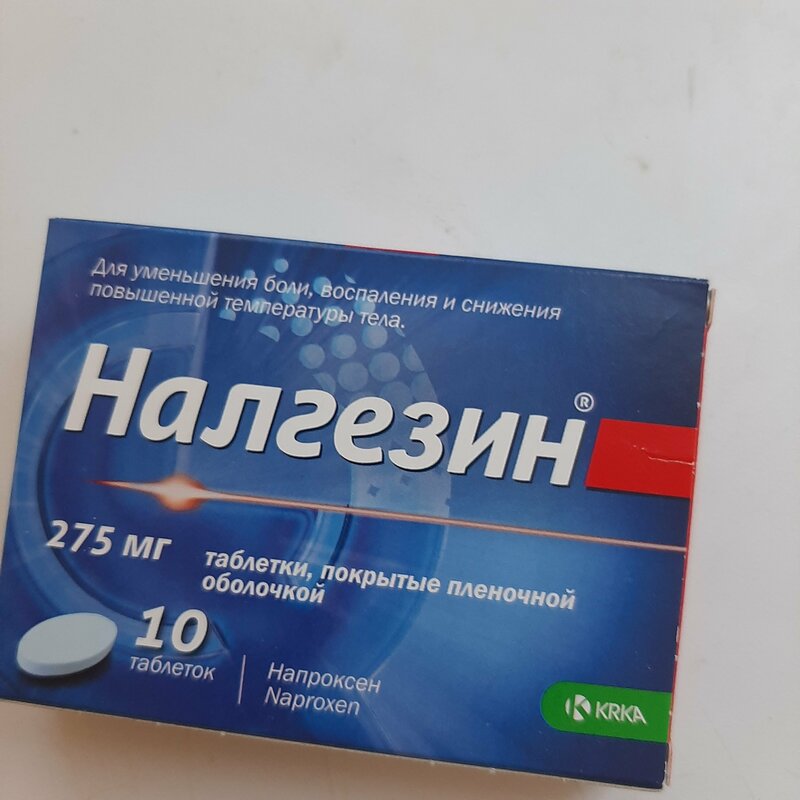 Для уменьшения боли, воспаления и снижения
повышенной температуры тела.
Налгезин®
275 мг
таблетки, покрытые пленочной
оболочкой
10
таблеток
Напроксен
Naproxen
KRKA